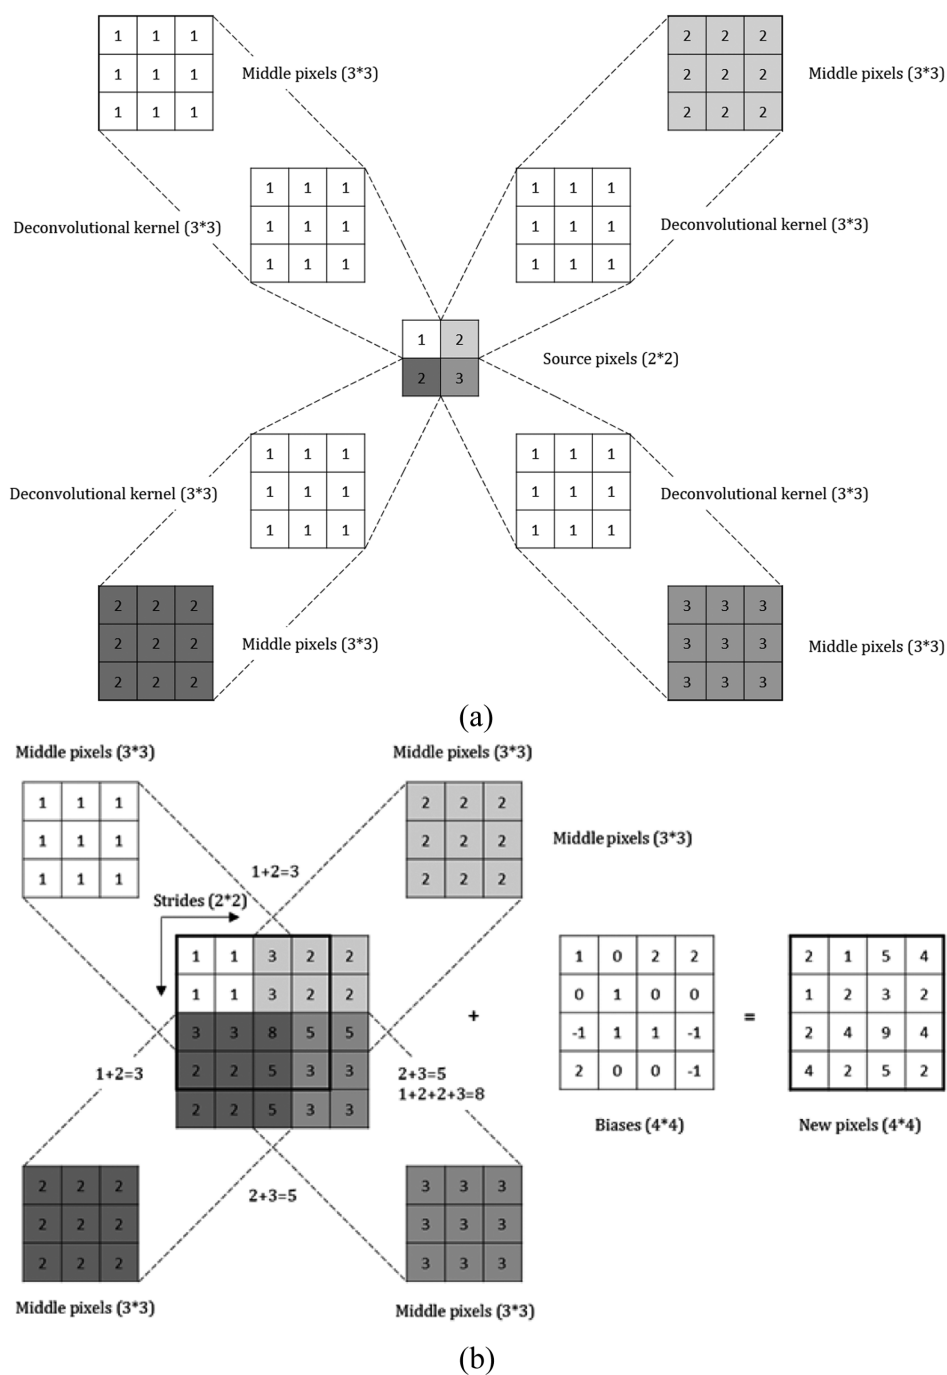 1 1 1
1 1 1
1 1 1
Middle pixels (3*3)
2 2 2
2 2 2
2 2 2
Middle pixels (3*3)
Deconvolutional kernel (3*3)
1 1 1
1 1 1
1 1 1
1 1 1
1 1 1
1 1 1
Deconvolutional kernel (3*3)
1 2
2 3
Source pixels (2*2)
Deconvolutional kernel (3*3)
1 1 1
1 1 1
1 1 1
1 1 1
1 1 1
1 1 1
Deconvolutional kernel (3*3)
2 2 2
2 2 2
2 2 2
Middle pixels (3*3)
3 3 3
3 3 3
3 3 3
Middle pixels (3*3)
(a)
Middle pixels (3*3)
Middle pixels (3*3)
1 1 1
1 1 1
1 1 1
2 2 2
2 2 2
2 2 2
Middle pixels (3*3)
1+2=3
Strides (2*2)
1 1 3 2 2
1 1 3 2 2
3 3 8 5 5
2 2 5 3 3
2 2 5 3 3
+
1 0 2 2
0 1 0 0
-1 1 1 -1
2 0 0 -1
=
2 1 5 4
1 2 3 2
2 4 9 4
4 2 5 2
1+2=3
2+3=5
1+2+2+3=8
Biases (4*4)
New pixels (4*4)
2 2 2
2 2 2
2 2 2
2+3=5
3 3 3
3 3 3
3 3 3
Middle pixels (3*3)
Middle pixels (3*3)
(b)